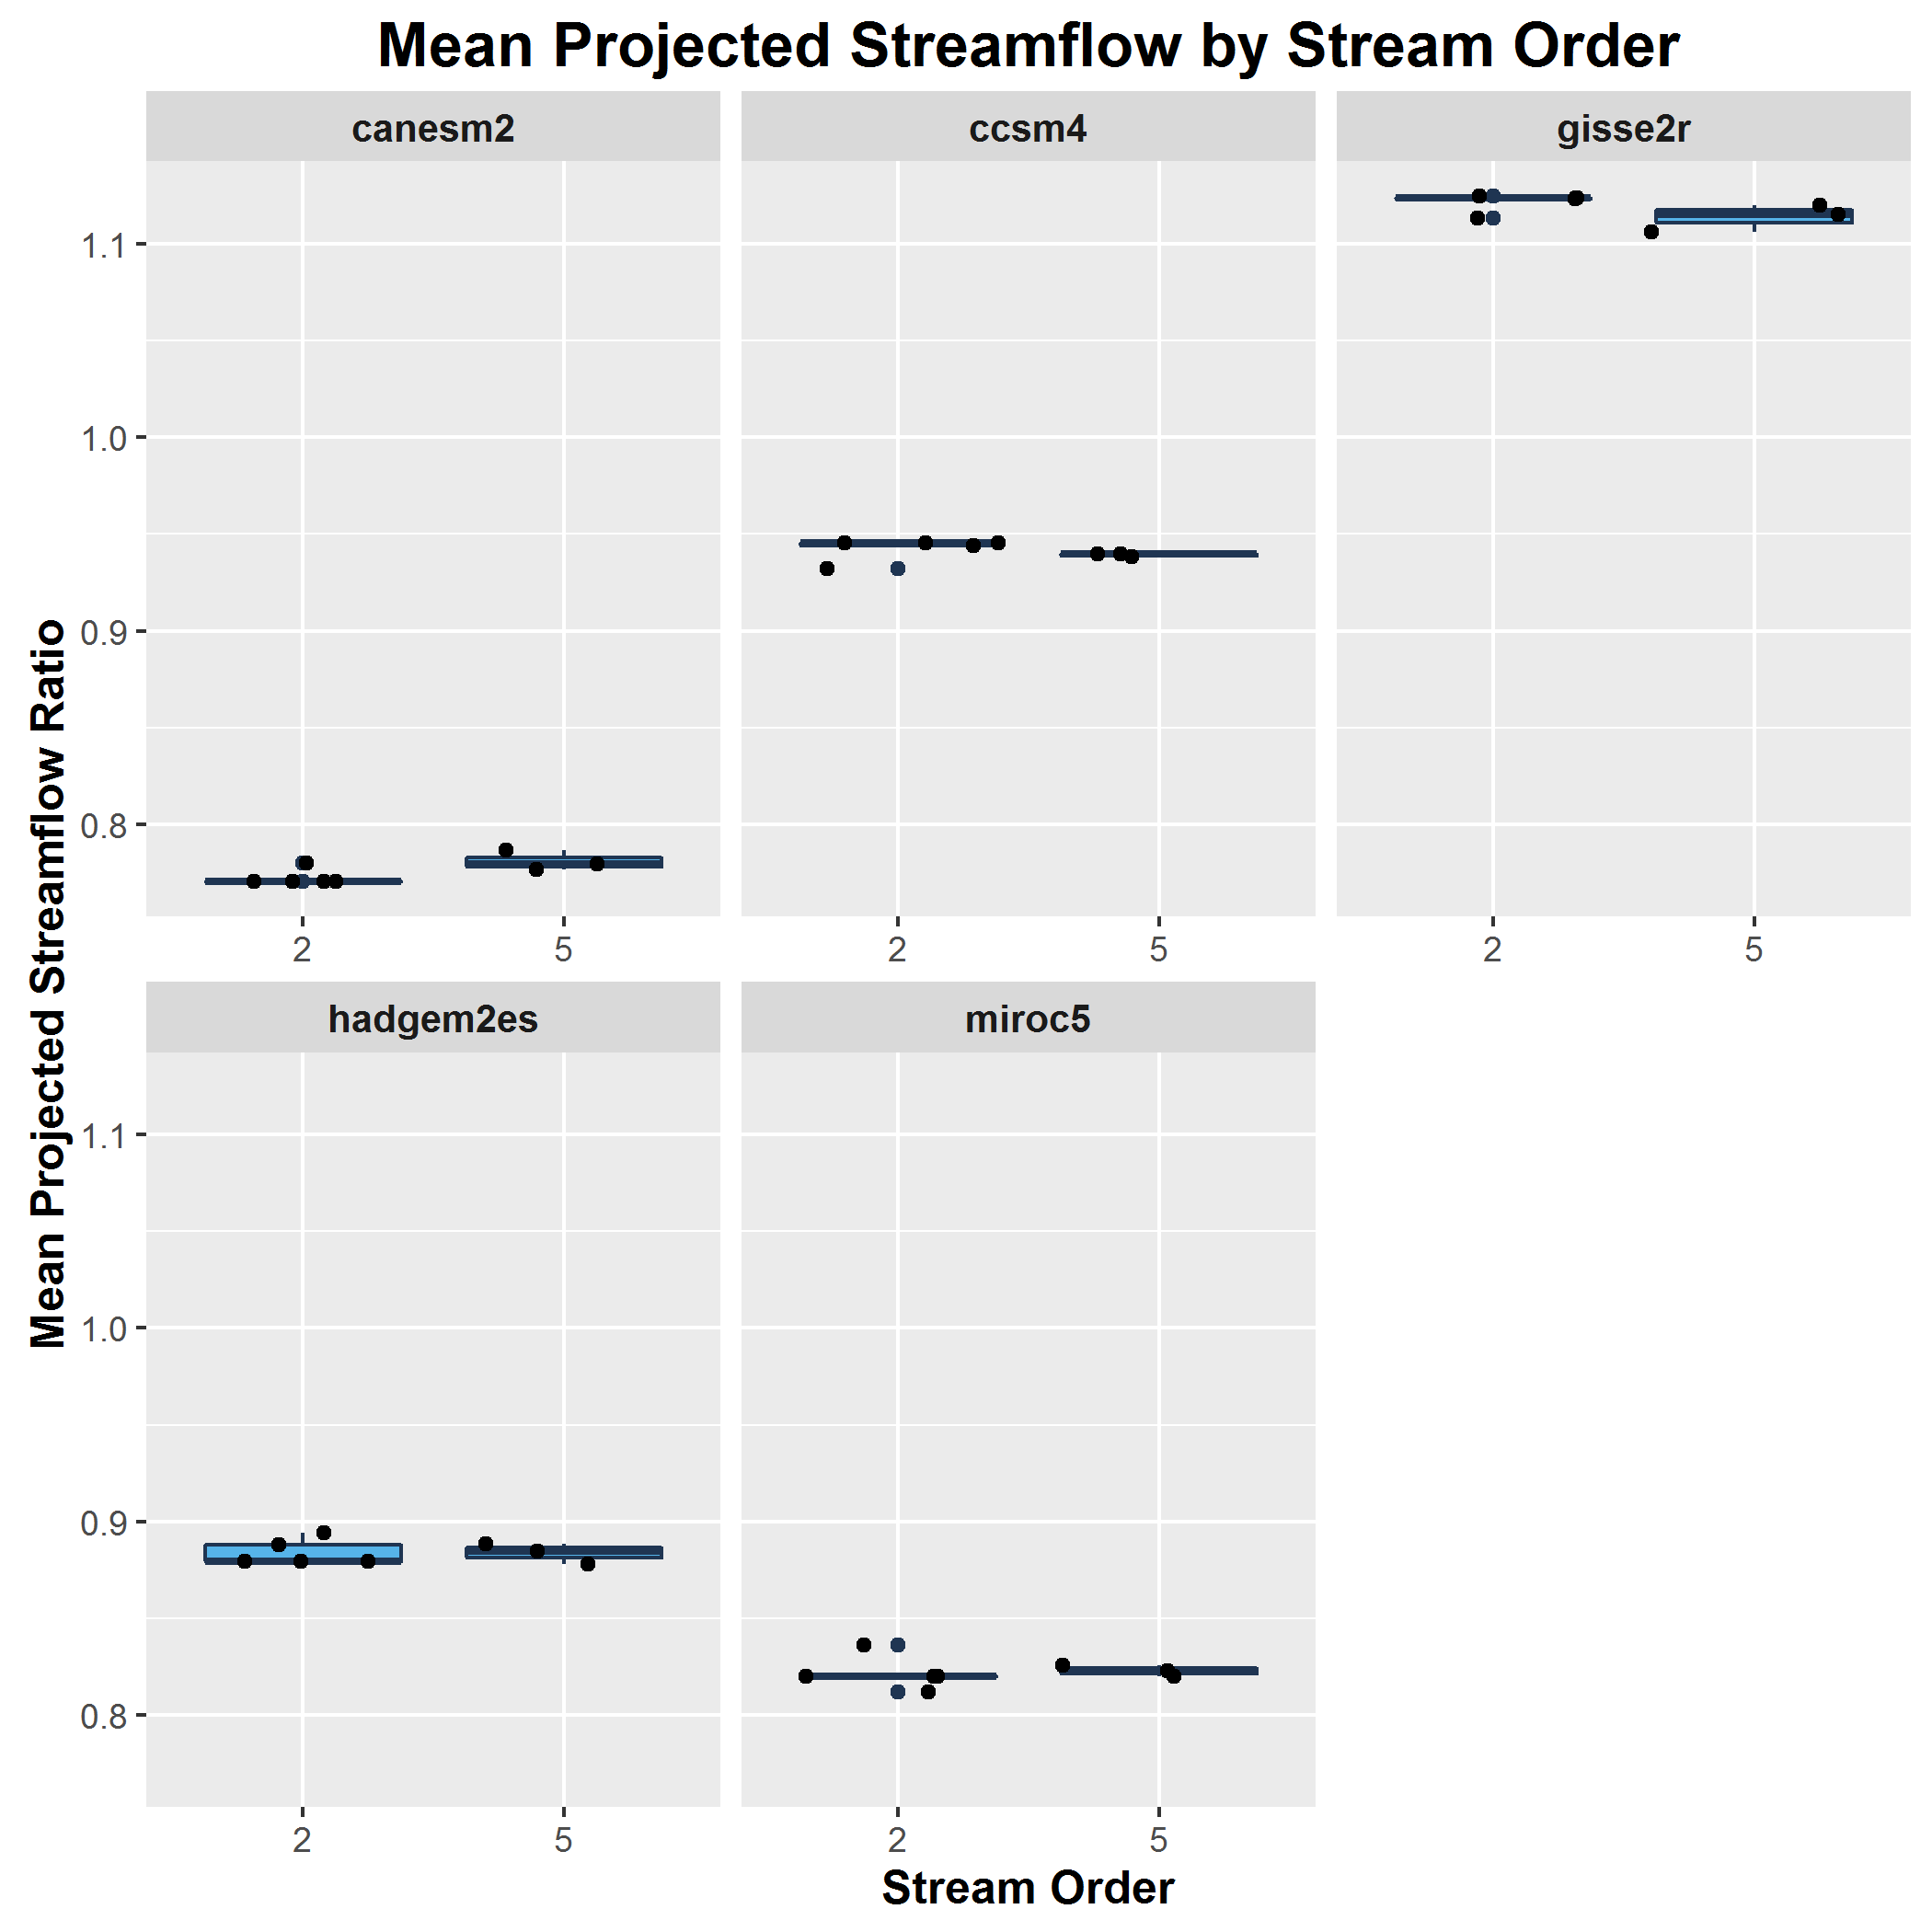 Mean Projected Streamflow by Stream Order
canesm2
ccsm4
gisse2r
1.1
1.0
0.9
0.8
2
5
2
5
2
5
hadgem2es
miroc5
1.1
1.0
0.9
0.8
2
5
2
5
Mean Projected Streamflow Ratio
Stream Order